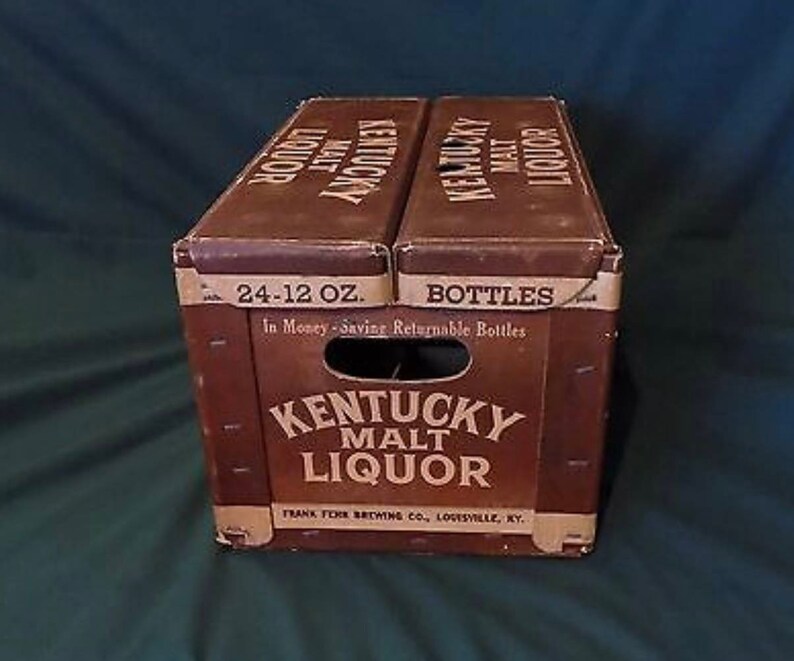 KENTUCKY
MALT
LIQUOR
KENTUCKY
MALT
LIQUOR
24-12 OZ. BOTTLES
In Money-Saving Returnable Bottles
KENTUCKY
MALT
LIQUOR
FRANK FEHR BREWING CO., LOUISVILLE, KY.